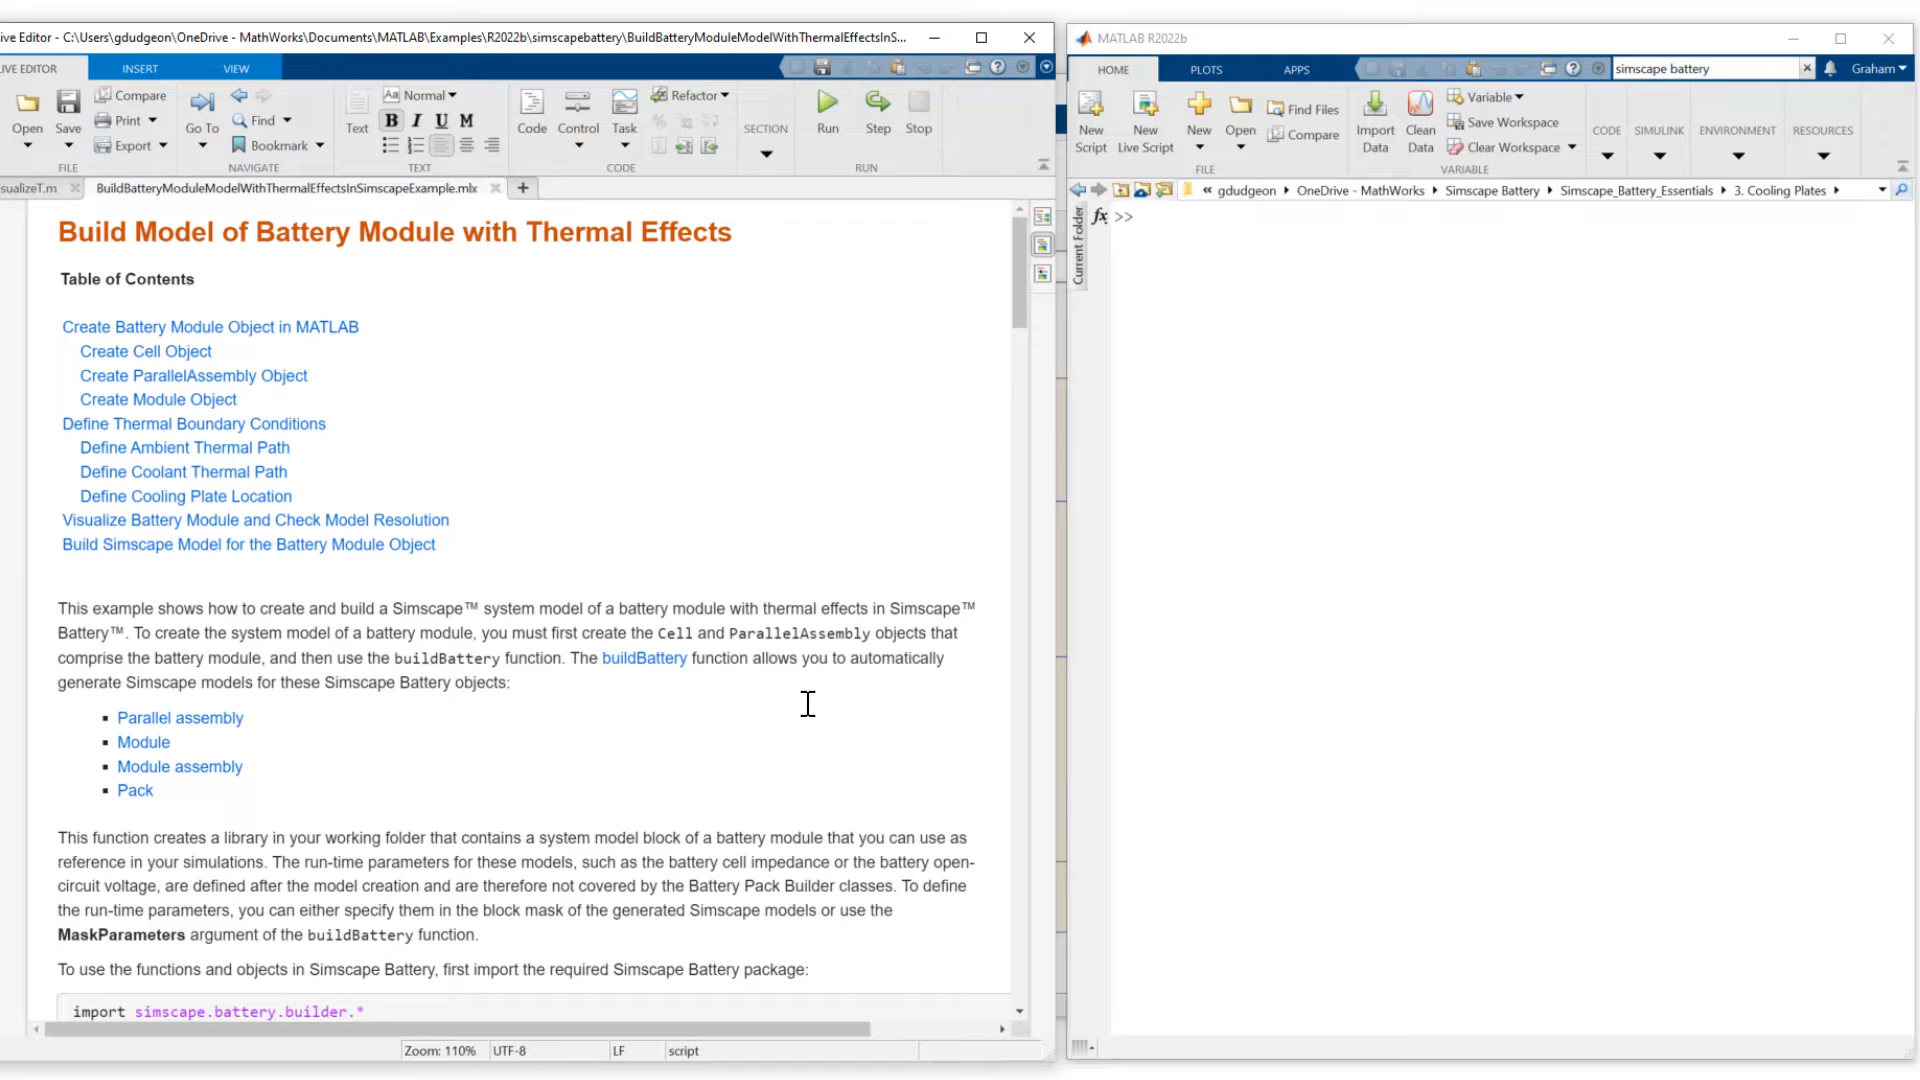 ive Editor - C:\Users\gdudgeon\OneDrive - MathWorks\Documents\MATLAB\Examples\R2022b\simscapebattery\BuildBatteryModuleModelWithThermalEffectsInS...
IVE EDITOR INSERT VIEW
Open Save Compare Print Export
FILE
Go To Find Bookmark
NAVIGATE
Text Aa Normal B I U M
TEXT
Code Control Task Refactor
CODE
SECTION
Run Step Stop
RUN
sualizeT.m BuildBatteryModuleModelWithThermalEffectsInSimscapeExample.mlx
Build Model of Battery Module with Thermal Effects
Table of Contents
Create Battery Module Object in MATLAB
Create Cell Object
Create ParallelAssembly Object
Create Module Object
Define Thermal Boundary Conditions
Define Ambient Thermal Path
Define Coolant Thermal Path
Define Cooling Plate Location
Visualize Battery Module and Check Model Resolution
Build Simscape Model for the Battery Module Object
This example shows how to create and build a Simscape™ system model of a battery module with thermal effects in Simscape™
Battery™. To create the system model of a battery module, you must first create the Cell and ParallelAssembly objects that
comprise the battery module, and then use the buildBattery function. The buildBattery function allows you to automatically
generate Simscape models for these Simscape Battery objects:
▪ Parallel assembly
▪ Module
▪ Module assembly
▪ Pack
This function creates a library in your working folder that contains a system model block of a battery module that you can use as
reference in your simulations. The run-time parameters for these models, such as the battery cell impedance or the battery open-
circuit voltage, are defined after the model creation and are therefore not covered by the Battery Pack Builder classes. To define
the run-time parameters, you can either specify them in the block mask of the generated Simscape models or use the
MaskParameters argument of the buildBattery function.
To use the functions and objects in Simscape Battery, first import the required Simscape Battery package:
import simscape.battery.builder.*
Zoom: 110% UTF-8 LF script
MATLAB R2022b
HOME PLOTS APPS simscape battery Graham
New Script New Live Script New Open Find Files Compare
FILE
Import Data Clean Data Variable Save Workspace Clear Workspace
VARIABLE
CODE SIMULINK ENVIRONMENT RESOURCES
« gdudgeon OneDrive - MathWorks Simscape Battery Simscape_Battery_Essentials 3. Cooling Plates
Current Folder
fx >>